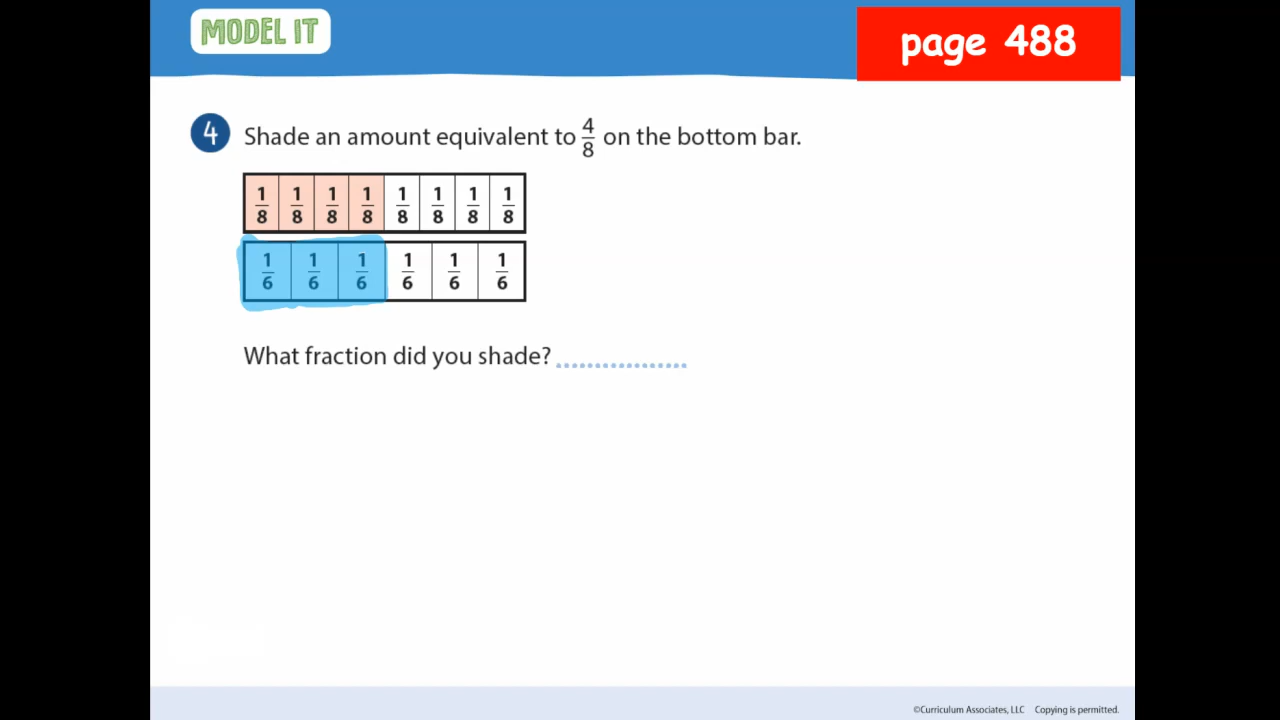 MODEL IT
page 488
4 Shade an amount equivalent to 4/8 on the bottom bar.
1/8 1/8 1/8 1/8 1/8 1/8 1/8 1/8
1/6 1/6 1/6 1/6 1/6 1/6
What fraction did you shade? ................
©Curriculum Associates, LLC Copying is permitted.